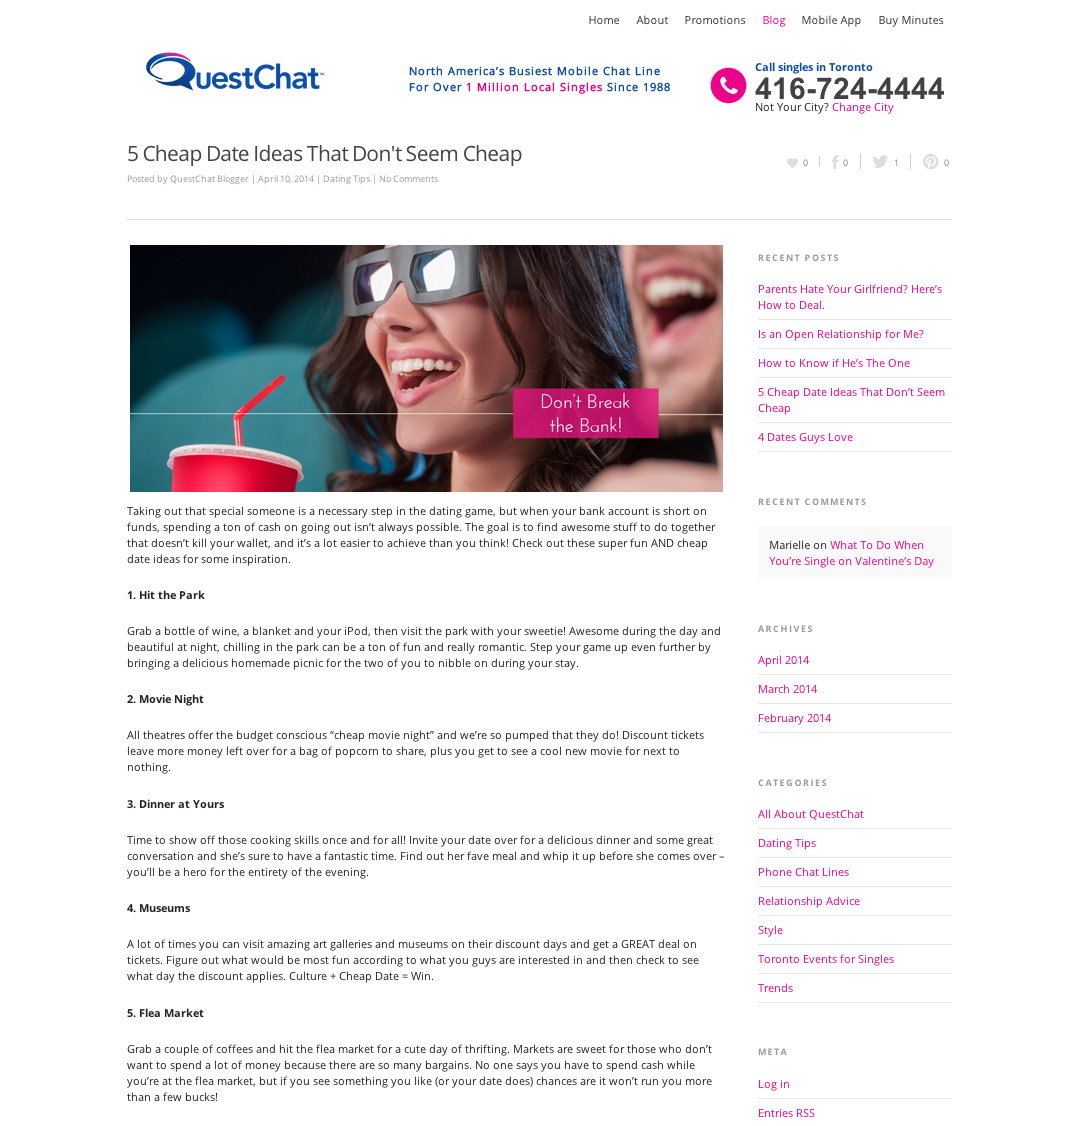 Home About Promotions Blog Mobile App Buy Minutes
QuestChat™
North America's Busiest Mobile Chat Line
For Over 1 Million Local Singles Since 1988
Call singles in Toronto
416-724-4444
Not Your City? Change City
5 Cheap Date Ideas That Don't Seem Cheap
Posted by QuestChat Blogger | April 10, 2014 | Dating Tips | No Comments
0 0 1 0
Don't Break
the Bank!
Taking out that special someone is a necessary step in the dating game, but when your bank account is short on
funds, spending a ton of cash on going out isn’t always possible. The goal is to find awesome stuff to do together
that doesn’t kill your wallet, and it’s a lot easier to achieve than you think! Check out these super fun AND cheap
date ideas for some inspiration.
1. Hit the Park
Grab a bottle of wine, a blanket and your iPod, then visit the park with your sweetie! Awesome during the day and
beautiful at night, chilling in the park can be a ton of fun and really romantic. Step your game up even further by
bringing a delicious homemade picnic for the two of you to nibble on during your stay.
2. Movie Night
All theatres offer the budget conscious “cheap movie night” and we’re so pumped that they do! Discount tickets
leave more money left over for a bag of popcorn to share, plus you get to see a cool new movie for next to
nothing.
3. Dinner at Yours
Time to show off those cooking skills once and for all! Invite your date over for a delicious dinner and some great
conversation and she’s sure to have a fantastic time. Find out her fave meal and whip it up before she comes over –
you’ll be a hero for the entirety of the evening.
4. Museums
A lot of times you can visit amazing art galleries and museums on their discount days and get a GREAT deal on
tickets. Figure out what would be most fun according to what you guys are interested in and then check to see
what day the discount applies. Culture + Cheap Date = Win.
5. Flea Market
Grab a couple of coffees and hit the flea market for a cute day of thrifting. Markets are sweet for those who don’t
want to spend a lot of money because there are so many bargains. No one says you have to spend cash while
you’re at the flea market, but if you see something you like (or your date does) chances are it won’t run you more
than a few bucks!
RECENT POSTS
Parents Hate Your Girlfriend? Here’s
How to Deal.
Is an Open Relationship for Me?
How to Know if He’s The One
5 Cheap Date Ideas That Don’t Seem
Cheap
4 Dates Guys Love
RECENT COMMENTS
Marielle on What To Do When
You’re Single on Valentine’s Day
ARCHIVES
April 2014
March 2014
February 2014
CATEGORIES
All About QuestChat
Dating Tips
Phone Chat Lines
Relationship Advice
Style
Toronto Events for Singles
Trends
META
Log in
Entries RSS